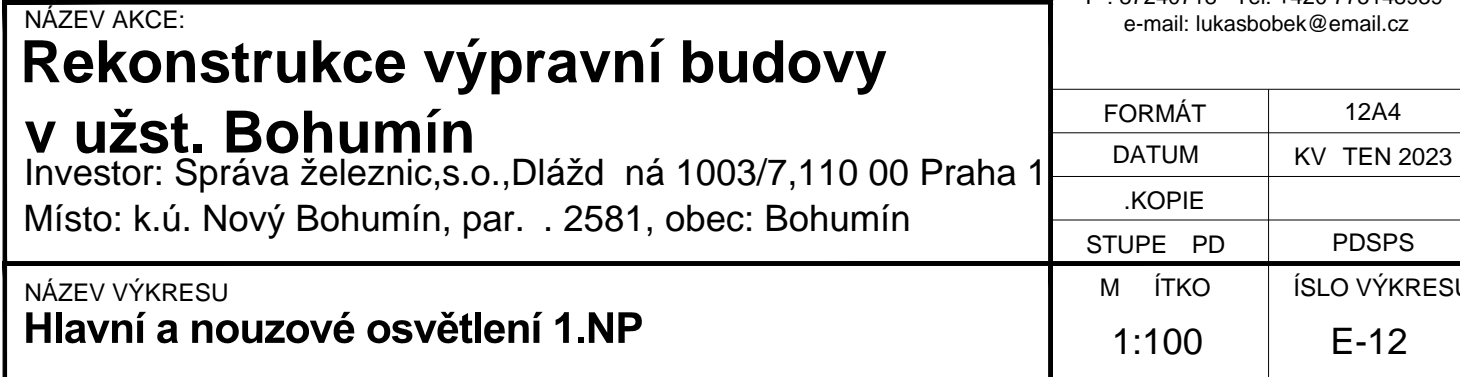 e-mail: lukasbobek@email.cz
NÁZEV AKCE:
Rekonstrukce výpravní budovy
v užst. Bohumín
Investor: Správa železnic,s.o.,Dlážd ná 1003/7,110 00 Praha 1
Místo: k.ú. Nový Bohumín, par. . 2581, obec: Bohumín
FORMÁT 12A4
DATUM KV TEN 2023
.KOPIE
STUPE PD PDSPS
NÁZEV VÝKRESU
Hlavní a nouzové osvětlení 1.NP
M ÍTKO ÍSLO VÝKRESU
1:100 E-12